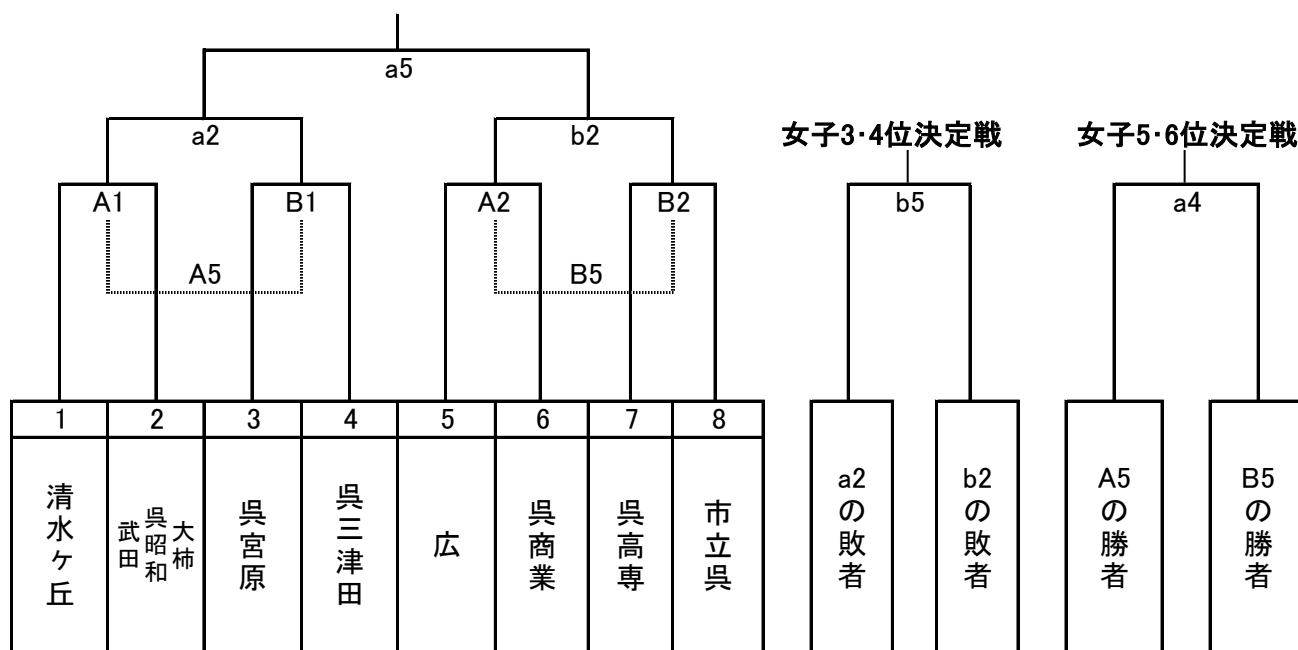 a5
a2
b2
女子3・4位決定戦
女子5・6位決定戦
A1
B1
A2
B2
b5
a4
A5
B5
1
2
3
4
5
6
7
8
清水ヶ丘
大柿
呉昭和
武田
呉宮原
呉三津田
広
呉商業
呉高専
市立呉
a2の敗者
b2の敗者
A5の勝者
B5の勝者